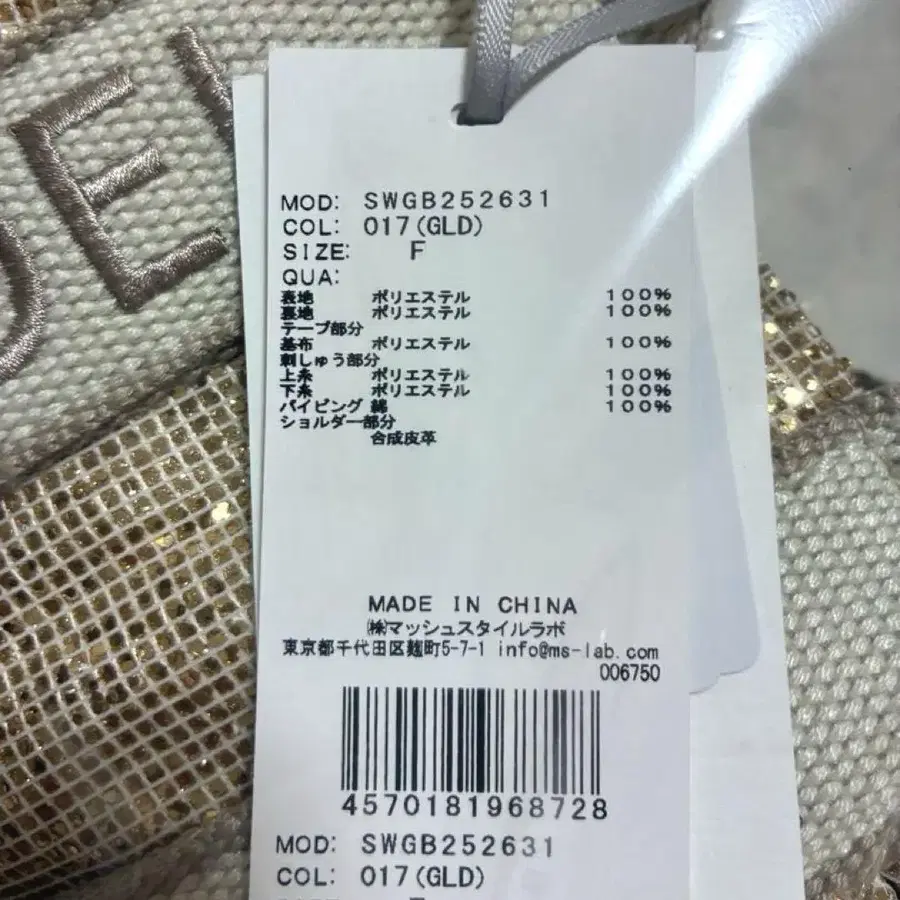 DEL
MOD: SWGB252631
COL: 017(GLD)
SIZE: F
QUA:
表地 ポリエステル 100%
裏地 ポリエステル 100%
テープ部分
基布 ポリエステル 100%
刺しゅう部分
上糸 ポリエステル 100%
下糸 ポリエステル 100%
パイピング 綿 100%
ショルダー部分
合成皮革
MADE IN CHINA
㈱マッシュスタイルラボ
東京都千代田区麹町5-7-1 info@ms-lab.com
006750
4570181968728
MOD: SWGB252631
COL: 017(GLD)